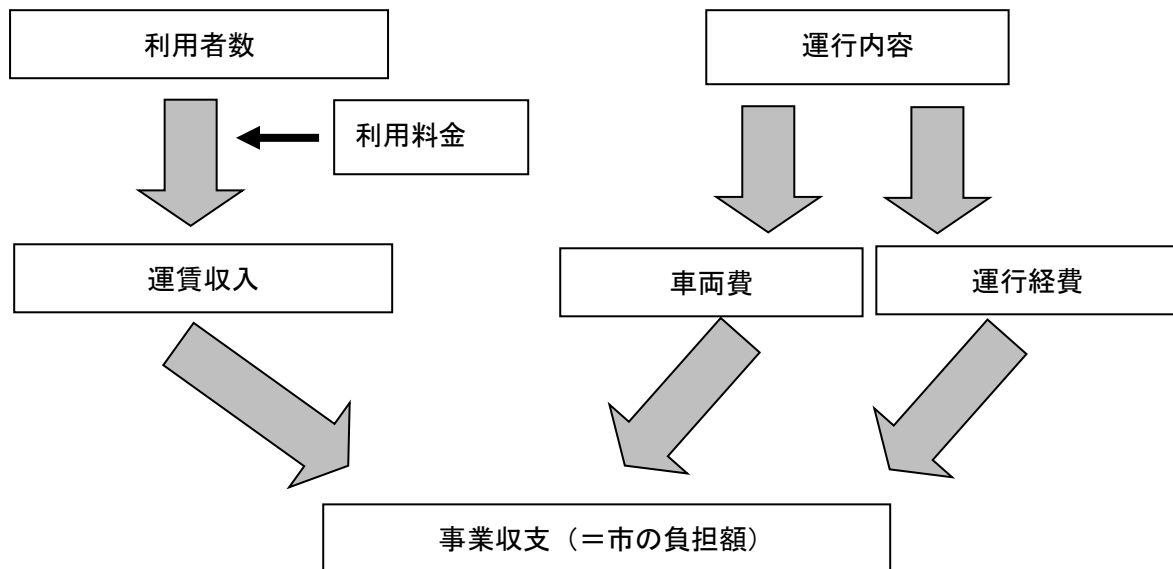 利用者数
運行内容
利用料金
運賃収入
車両費
運行経費
事業収支（＝市の負担額）